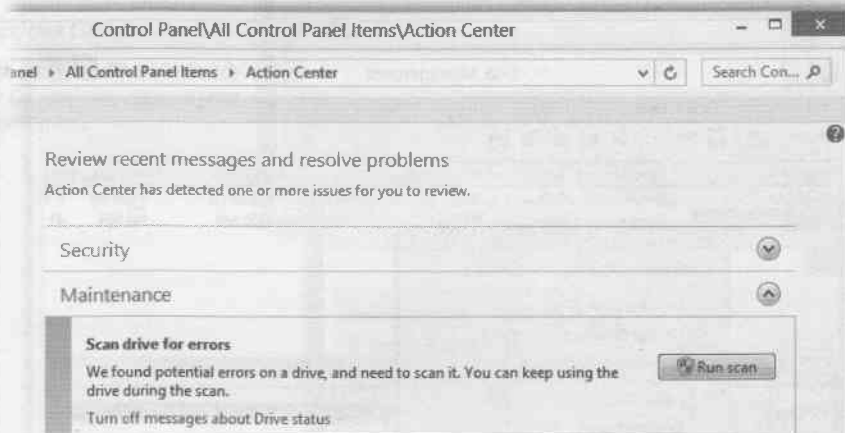 Control Panel\All Control Panel Items\Action Center
anel ▸ All Control Panel Items ▸ Action Center
Search Con...
Review recent messages and resolve problems
Action Center has detected one or more issues for you to review.
Security
Maintenance
Scan drive for errors
We found potential errors on a drive, and need to scan it. You can keep using the
drive during the scan.
Run scan
Turn off messages about Drive status